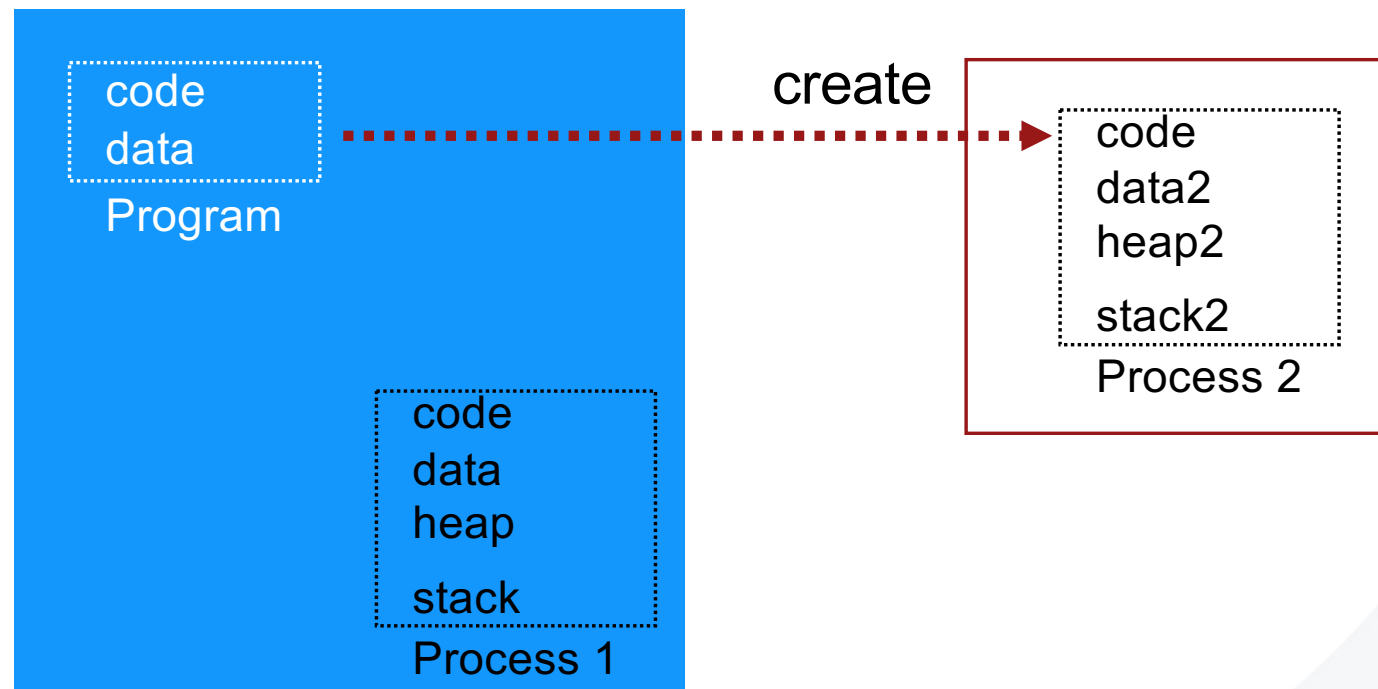 code
data
Program
create
code
data2
heap2
stack2
Process 2
code
data
heap
stack
Process 1